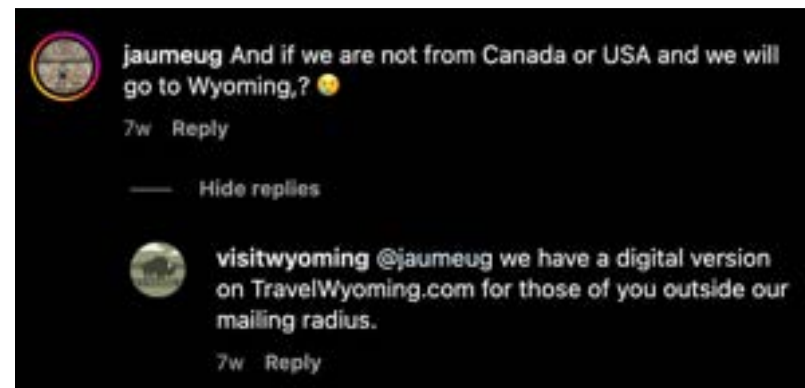 jaumeug And if we are not from Canada or USA and we will
go to Wyoming,? 🥲
7w Reply
Hide replies
visitwyoming @jaumeug we have a digital version
on TravelWyoming.com for those of you outside our
mailing radius.
7w Reply